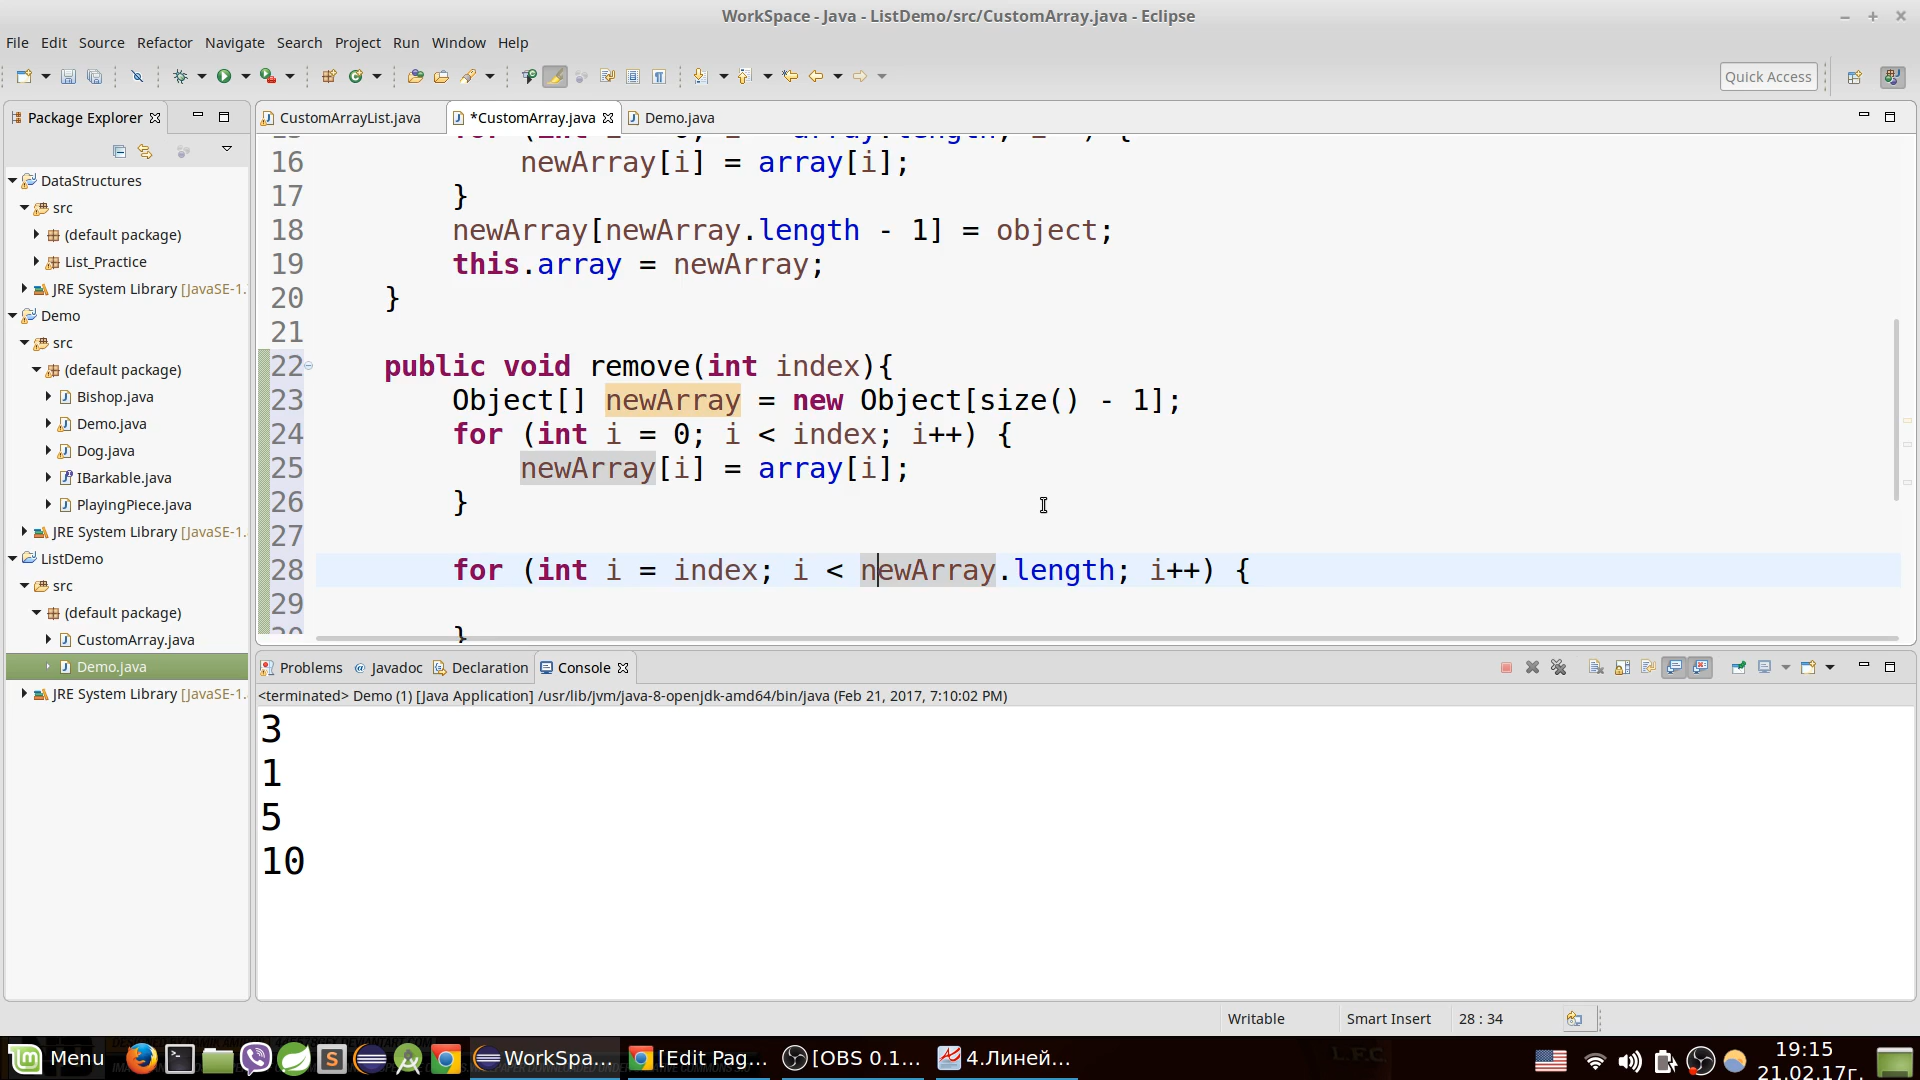 WorkSpace - Java - ListDemo/src/CustomArray.java - Eclipse
File Edit Source Refactor Navigate Search Project Run Window Help
Quick Access
Package Explorer
DataStructures
src
(default package)
List_Practice
JRE System Library [JavaSE-1.
Demo
src
(default package)
Bishop.java
Demo.java
Dog.java
IBarkable.java
PlayingPiece.java
JRE System Library [JavaSE-1.
ListDemo
src
(default package)
CustomArray.java
Demo.java
JRE System Library [JavaSE-1.
CustomArrayList.java *CustomArray.java Demo.java
16 newArray[i] = array[i];
17 }
18 newArray[newArray.length - 1] = object;
19 this.array = newArray;
20 }
21
22 public void remove(int index){
23 Object[] newArray = new Object[size() - 1];
24 for (int i = 0; i < index; i++) {
25 newArray[i] = array[i];
26 }
27
28 for (int i = index; i < newArray.length; i++) {
29
30 }
Problems Javadoc Declaration Console
<terminated> Demo (1) [Java Application] /usr/lib/jvm/java-8-openjdk-amd64/bin/java (Feb 21, 2017, 7:10:02 PM)
3
1
5
10
Writable Smart Insert 28 : 34
Menu WorkSpa... [Edit Pag... [OBS 0.1... 4.Линей... 19:15
21.02.17г.